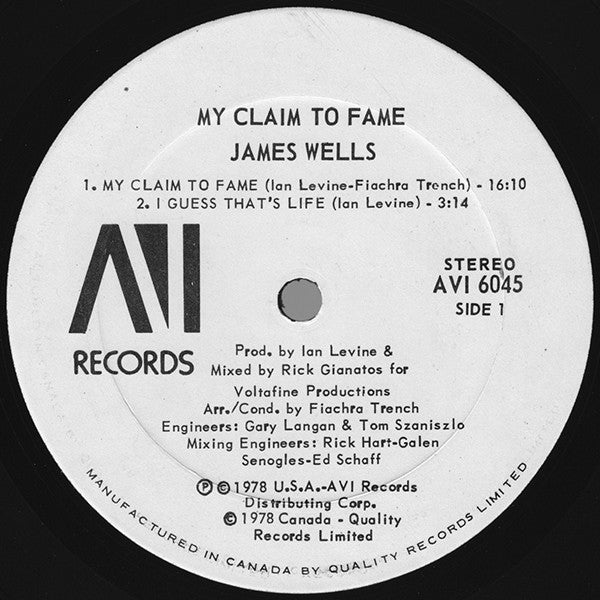 MY CLAIM TO FAME
JAMES WELLS
1. MY CLAIM TO FAME (Ian Levine-Fiachra Trench) - 16:10
2. I GUESS THAT'S LIFE (Ian Levine) - 3:14
AVI
RECORDS
STEREO
AVI 6045
SIDE 1
Prod. by Ian Levine &
Mixed by Rick Gianatos for
Voltafine Productions
Arr./Cond. by Fiachra Trench
Engineers: Gary Langan & Tom Szaniszlo
Mixing Engineers: Rick Hart-Galen
Senogles-Ed Schaff
Ⓟ © 1978 U.S.A.-AVI Records
Distributing Corp.
© 1978 Canada - Quality
Records Limited
MANUFACTURED IN CANADA BY QUALITY RECORDS LIMITED